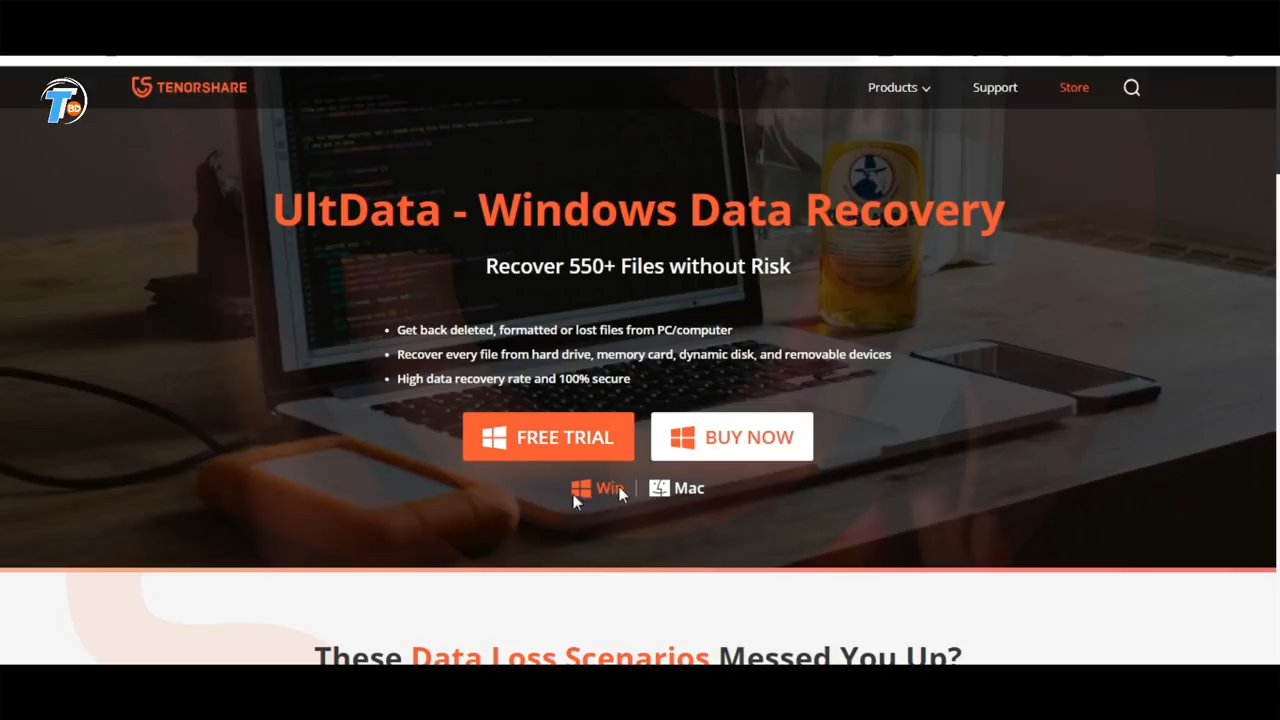 T BD
TENORSHARE
Products
Support
Store
UltData - Windows Data Recovery
Recover 550+ Files without Risk
• Get back deleted, formatted or lost files from PC/computer
• Recover every file from hard drive, memory card, dynamic disk, and removable devices
• High data recovery rate and 100% secure
FREE TRIAL
BUY NOW
Win | Mac
These Data Loss Scenarios Messed You Up?